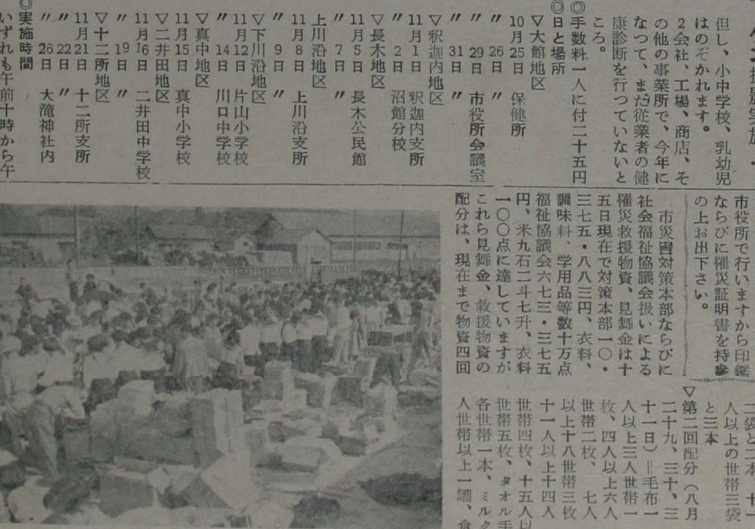 但し、小中学校、乳幼児
はのぞかれます。
2会社、工場、商店、そ
の他の事業所で、今年に
なつて、まだ従業者の健
康診断を行つていないと
ころ。
◎手数料一人に付二十五円
◎日と場所
▽大館地区
10月25日 保健所
〃 26日 〃
〃 29日 市役所会議室
〃 31日 〃
▽釈迦内地区
11月1日 釈迦内支所
〃 2日 沼館分校
▽長木地区
11月5日 長木公民館
〃 7日 〃
上川沿地区
11月8日 上川沿支所
〃 9日 〃
▽下川沿地区
11月12日 片山小学校
〃 14日 川口中学校
▽真中地区
11月15日 真中小学校
▽二井田地区
11月16日 二井田中学校
〃 19日 〃
▽十二所地区
11月21日 十二所支所
〃 22日 〃
〃 26日 大滝神社内
◎実施時間
いずれも午前十時から午
市役所で行いますから印鑑
ならびに罹災証明書を持参
の上お出下さい。
市災害対策本部ならびに
社会福祉協議会扱いによる
罹災救援物資、見舞金は十
五日現在で対策本部一〇・
三七五・八八三円、衣料、
調味料、学用品等数十万点
福祉協議会六七三・三七五
円、米九石二斗七升、衣料
一〇〇点に達していますが
これら見舞金、救援物資の
配分は、現在まで物資四回
人以上の世帯三袋
と三本
▽第二回配分(八月
二十九、三十、三
十一日)=毛布一
人以上三人世帯一
枚、四人以上六人
世帯二枚、七人
以上十八世帯三枚
十一人以上十四人
世帯四枚、十五人以
世帯五枚、タオル手
各世帯一本、ミルク
人世帯以上一罐、食